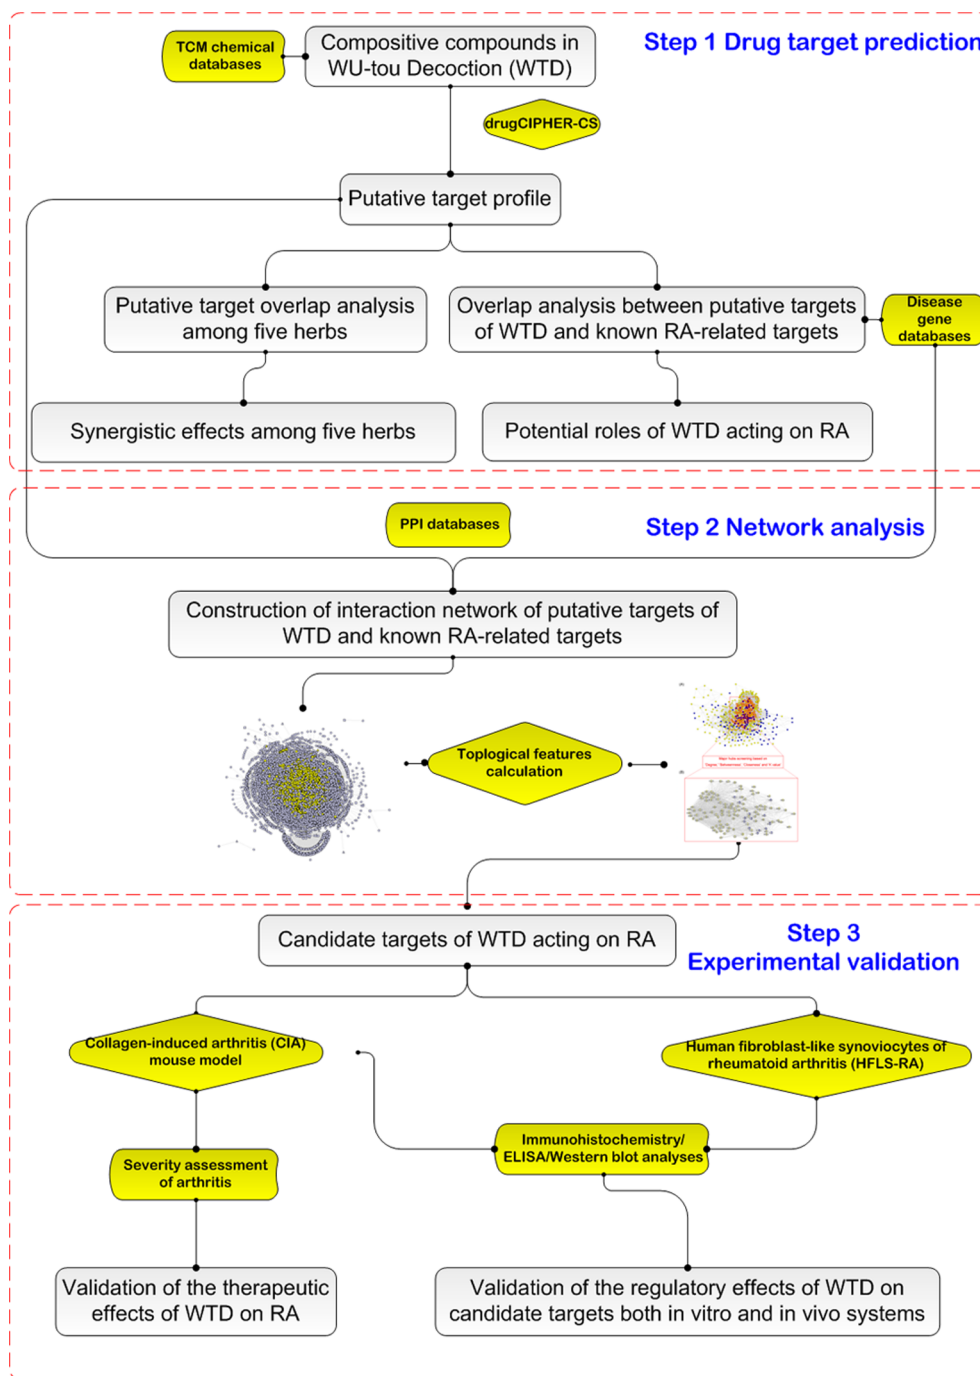 TCM chemical
databases
Compositive compounds in
WU-tou Decoction (WTD)
Step 1 Drug target prediction
drugCIPHER-CS
Putative target profile
Putative target overlap analysis
among five herbs
Overlap analysis between putative targets
of WTD and known RA-related targets
Disease
gene
databases
Synergistic effects among five herbs
Potential roles of WTD acting on RA
PPI databases
Step 2 Network analysis
Construction of interaction network of putative targets of
WTD and known RA-related targets
Toplogical features
calculation
Candidate targets of WTD acting on RA
Step 3
Experimental validation
Collagen-induced arthritis (CIA)
mouse model
Human fibroblast-like synoviocytes of
rheumatoid arthritis (HFLS-RA)
Immunohistochemistry/
ELISA/Western blot analyses
Severity assessment
of arthritis
Validation of the therapeutic
effects of WTD on RA
Validation of the regulatory effects of WTD on
candidate targets both in vitro and in vivo systems